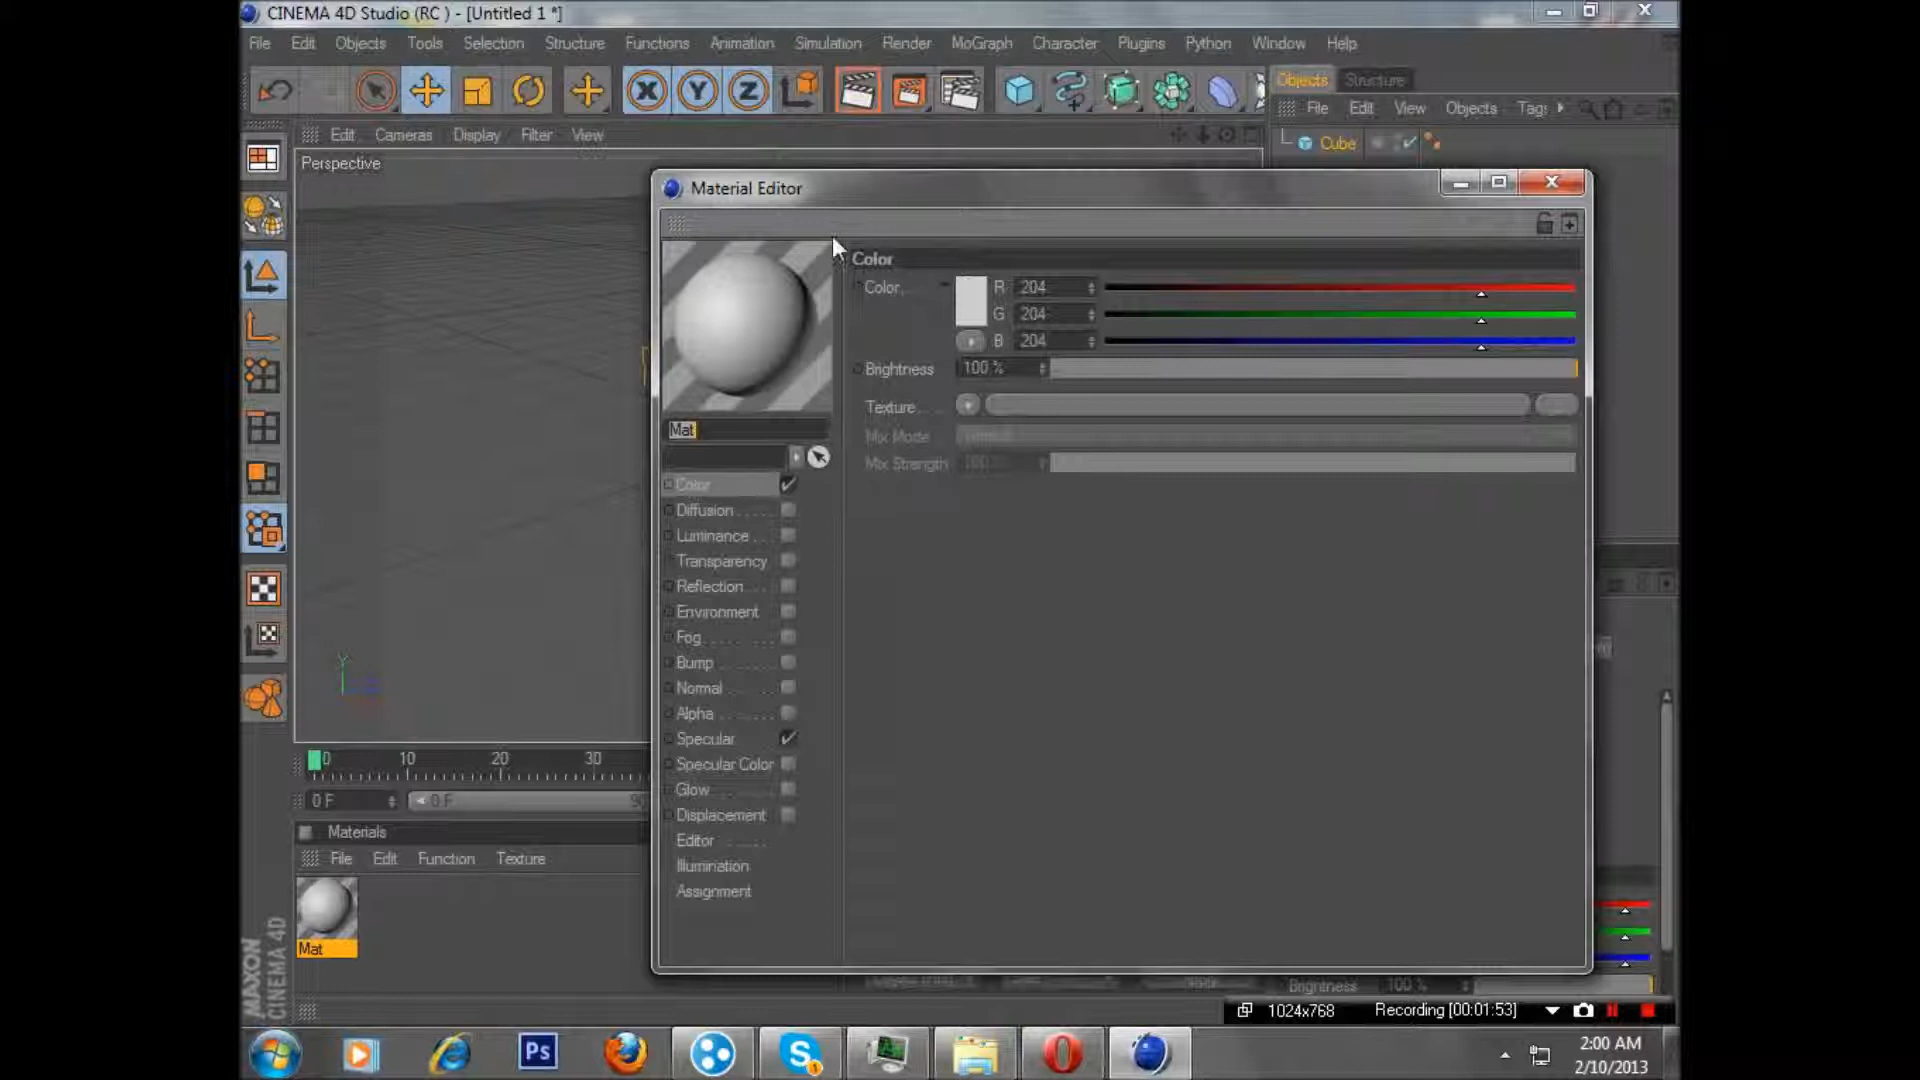 CINEMA 4D Studio (RC ) - [Untitled 1 *]
File Edit Objects Tools Selection Structure Functions Animation Simulation Render MoGraph Character Plugins Python Window Help
Objects Structure
File Edit View Objects Tags
Edit Cameras Display Filter View
Cube
Perspective
Material Editor
Color
Color R 204
G 204
B 204
Brightness 100 %
Texture
Mix Mode
Mix Strength
Mat
Color
Diffusion
Luminance
Transparency
Reflection
Environment
Fog
Bump
Normal
Alpha
Specular
Specular Color
Glow
Displacement
Editor
Illumination
Assignment
Y
0 10 20 30
0 F 0 F
Materials
File Edit Function Texture
Mat
MAXON
CINEMA 4D
Brightness 100 %
1024x768 Recording [00:01:53]
Ps
2:00 AM
2/10/2013